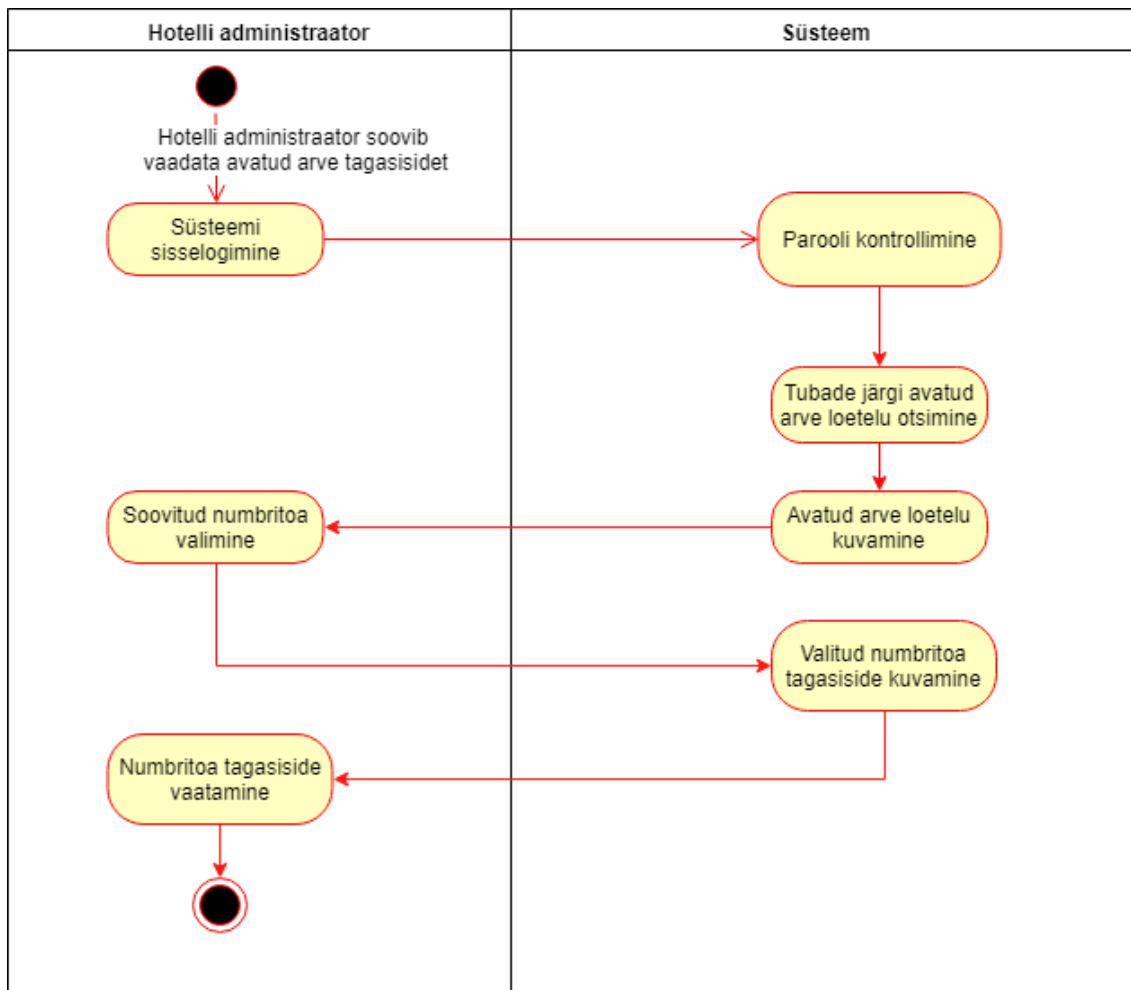 Hotelli administraator
Süsteem
Hotelli administraator soovib
vaadata avatud arve tagasisidet
Süsteemi
sisselogimine
Parooli kontrollimine
Tubade järgi avatud
arve loetelu otsimine
Avatud arve loetelu
kuvamine
Soovitud numbritoa
valimine
Valitud numbritoa
tagasiside kuvamine
Numbritoa tagasiside
vaatamine